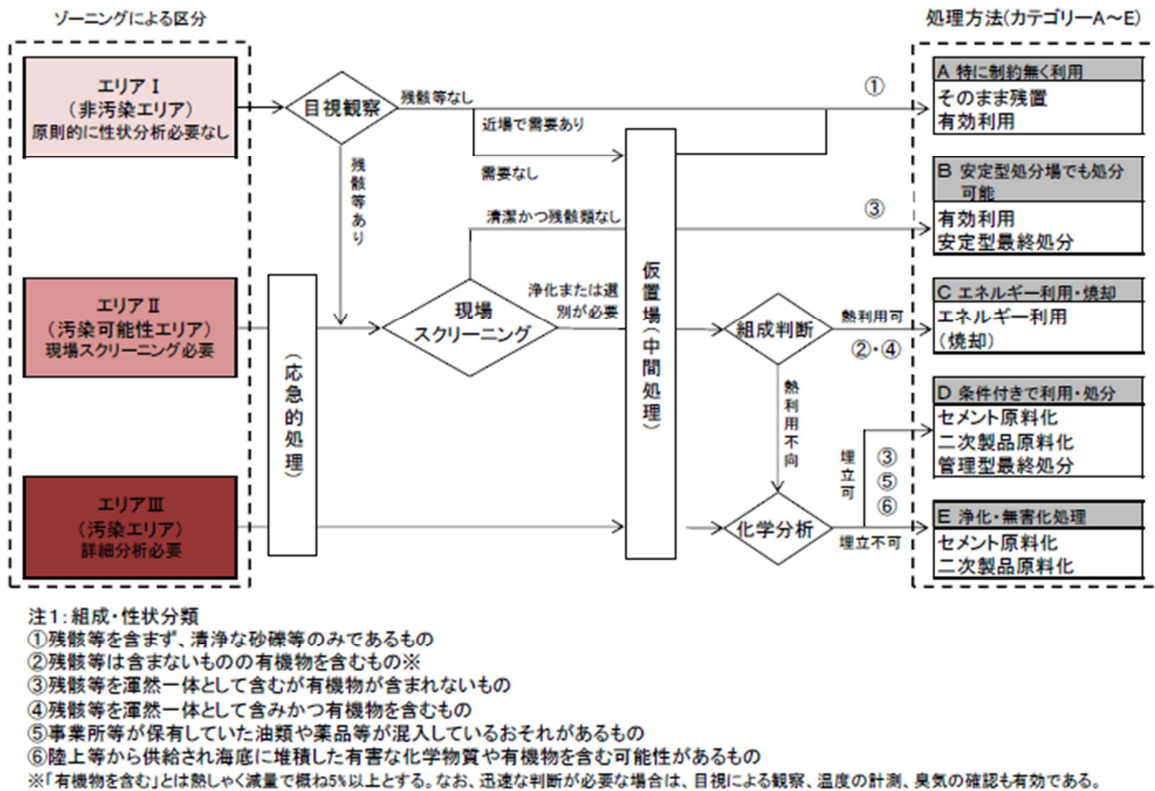 ゾーニングによる区分
処理方法(カテゴリーA～E)
エリア Ⅰ
(非汚染エリア)
原則的に性状分析必要なし
目視観察
残骸等なし
①
近場で需要あり
需要なし
残骸等あり
A 特に制約無く利用
そのまま残置
有効利用
B 安定型処分場でも処分
可能
有効利用
安定型最終処分
清潔かつ残骸類なし
③
エリア Ⅱ
(汚染可能性エリア)
現場スクリーニング必要
(応急的処理)
現場
スクリーニング
浄化または選
別が必要
仮置場(中間処理)
組成判断
熱利用可
②・④
熱利用不向
C エネルギー利用・焼却
エネルギー利用
(焼却)
D 条件付きで利用・処分
セメント原料化
二次製品原料化
管理型最終処分
エリア Ⅲ
(汚染エリア)
詳細分析必要
化学分析
埋立可
③
⑤
⑥
埋立不可
E 浄化・無害化処理
セメント原料化
二次製品原料化
注1:組成・性状分類
①残骸等を含まず、清浄な砂礫等のみであるもの
②残骸等は含まないものの有機物を含むもの※
③残骸等を渾然一体として含むが有機物が含まれないもの
④残骸等を渾然一体として含みかつ有機物を含むもの
⑤事業所等が保有していた油類や薬品等が混入しているおそれがあるもの
⑥陸上等から供給され海底に堆積した有害な化学物質や有機物を含む可能性があるもの
※「有機物を含む」とは熱しゃく減量で概ね5%以上とする。なお、迅速な判断が必要な場合は、目視による観察、温度の計測、臭気の確認も有効である。